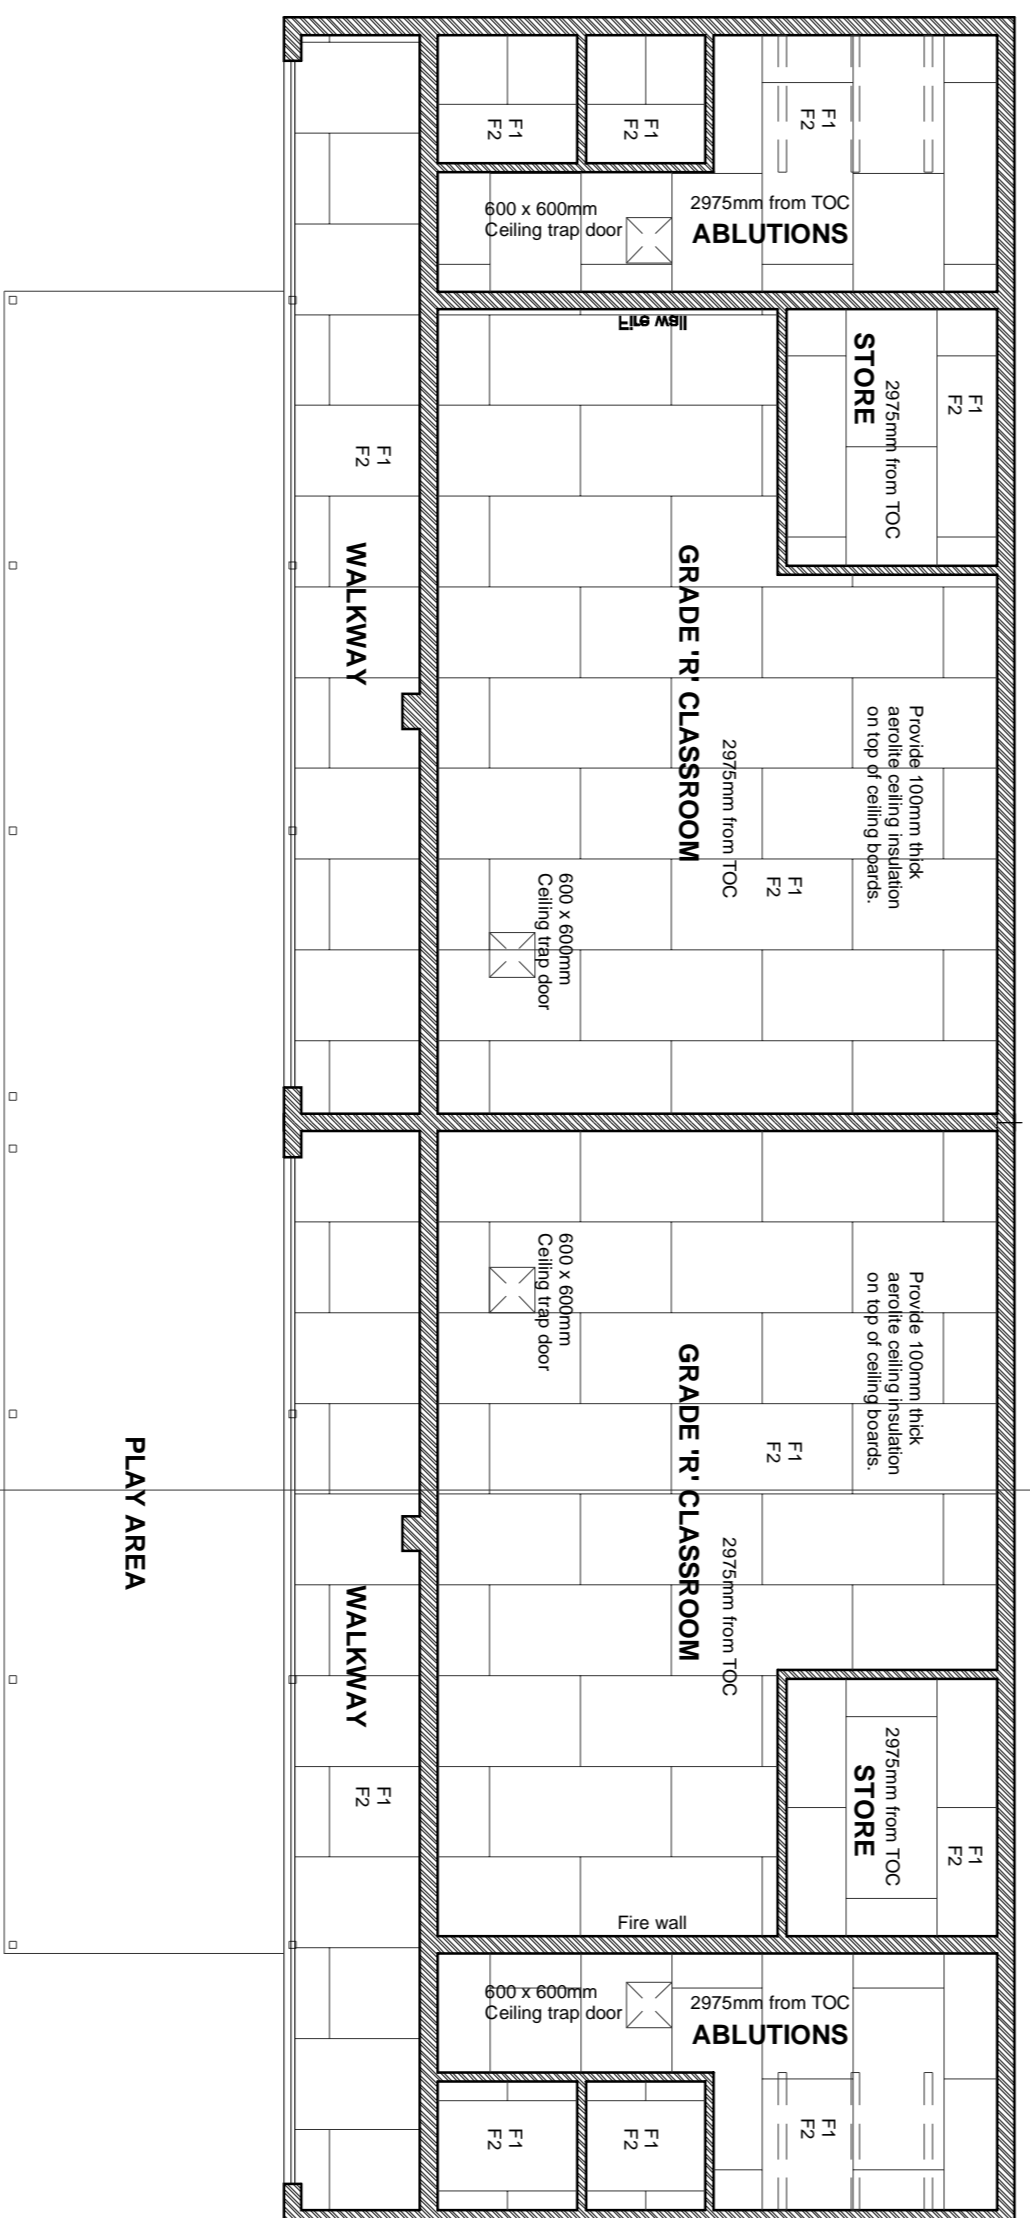 F1
F2
F1
F2
F1
F2
600 x 600mm
Ceiling trap door
2975mm from TOC
ABLUTIONS
Fire wall
STORE
2975mm from TOC
F1
F2
F1
F2
WALKWAY
GRADE 'R' CLASSROOM
2975mm from TOC
Provide 100mm thick
aerolite ceiling insulation
on top of ceiling boards.
F1
F2
600 x 600mm
Ceiling trap door
600 x 600mm
Ceiling trap door
Provide 100mm thick
aerolite ceiling insulation
on top of ceiling boards.
GRADE 'R' CLASSROOM
2975mm from TOC
F1
F2
PLAY AREA
WALKWAY
F1
F2
STORE
2975mm from TOC
F1
F2
Fire wall
600 x 600mm
Ceiling trap door
2975mm from TOC
ABLUTIONS
F1
F2
F1
F2
F1
F2